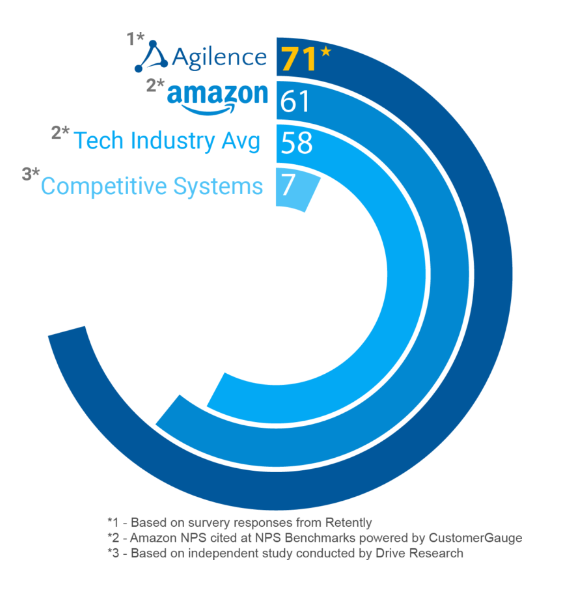 1* Agilence 71*
2* amazon 61
2* Tech Industry Avg 58
3* Competitive Systems 7
*1 - Based on survery responses from Retently
*2 - Amazon NPS cited at NPS Benchmarks powered by CustomerGauge
*3 - Based on independent study conducted by Drive Research